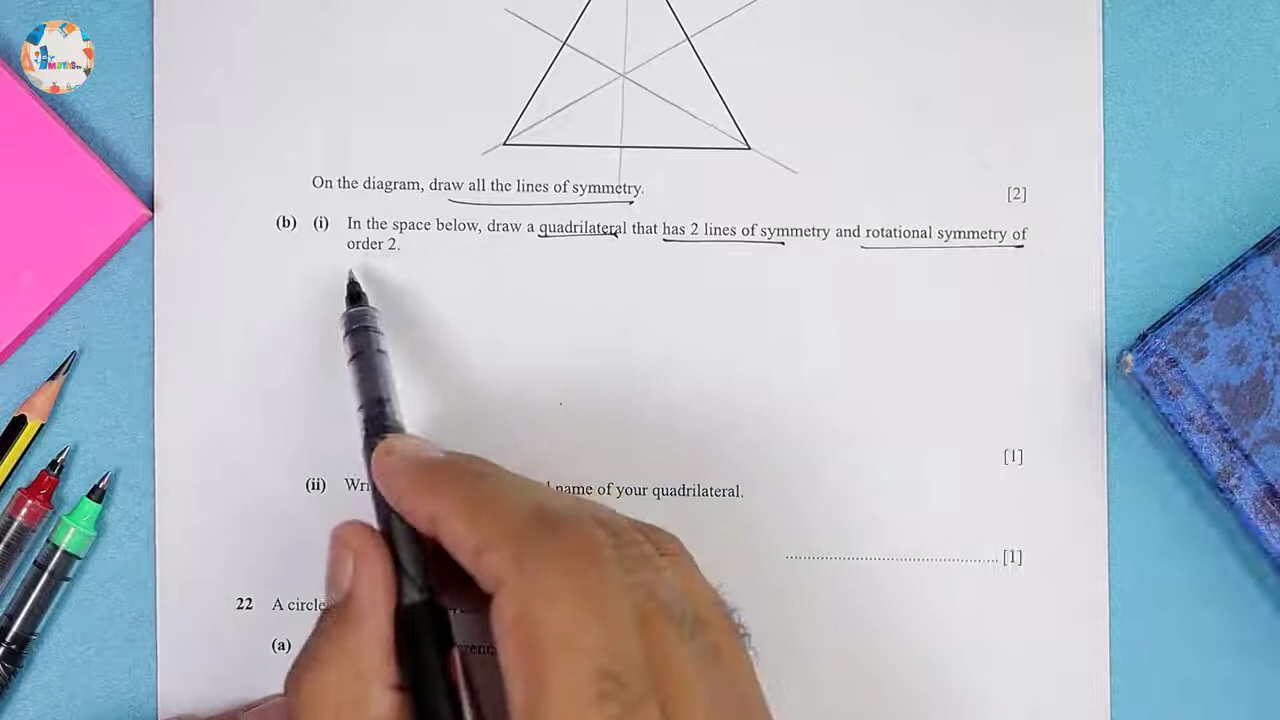 MATHS
On the diagram, draw all the lines of symmetry.
[2]
(b) (i) In the space below, draw a quadrilateral that has 2 lines of symmetry and rotational symmetry of
order 2.
[1]
(ii) name of your quadrilateral.
[1]
22 A circle
(a)